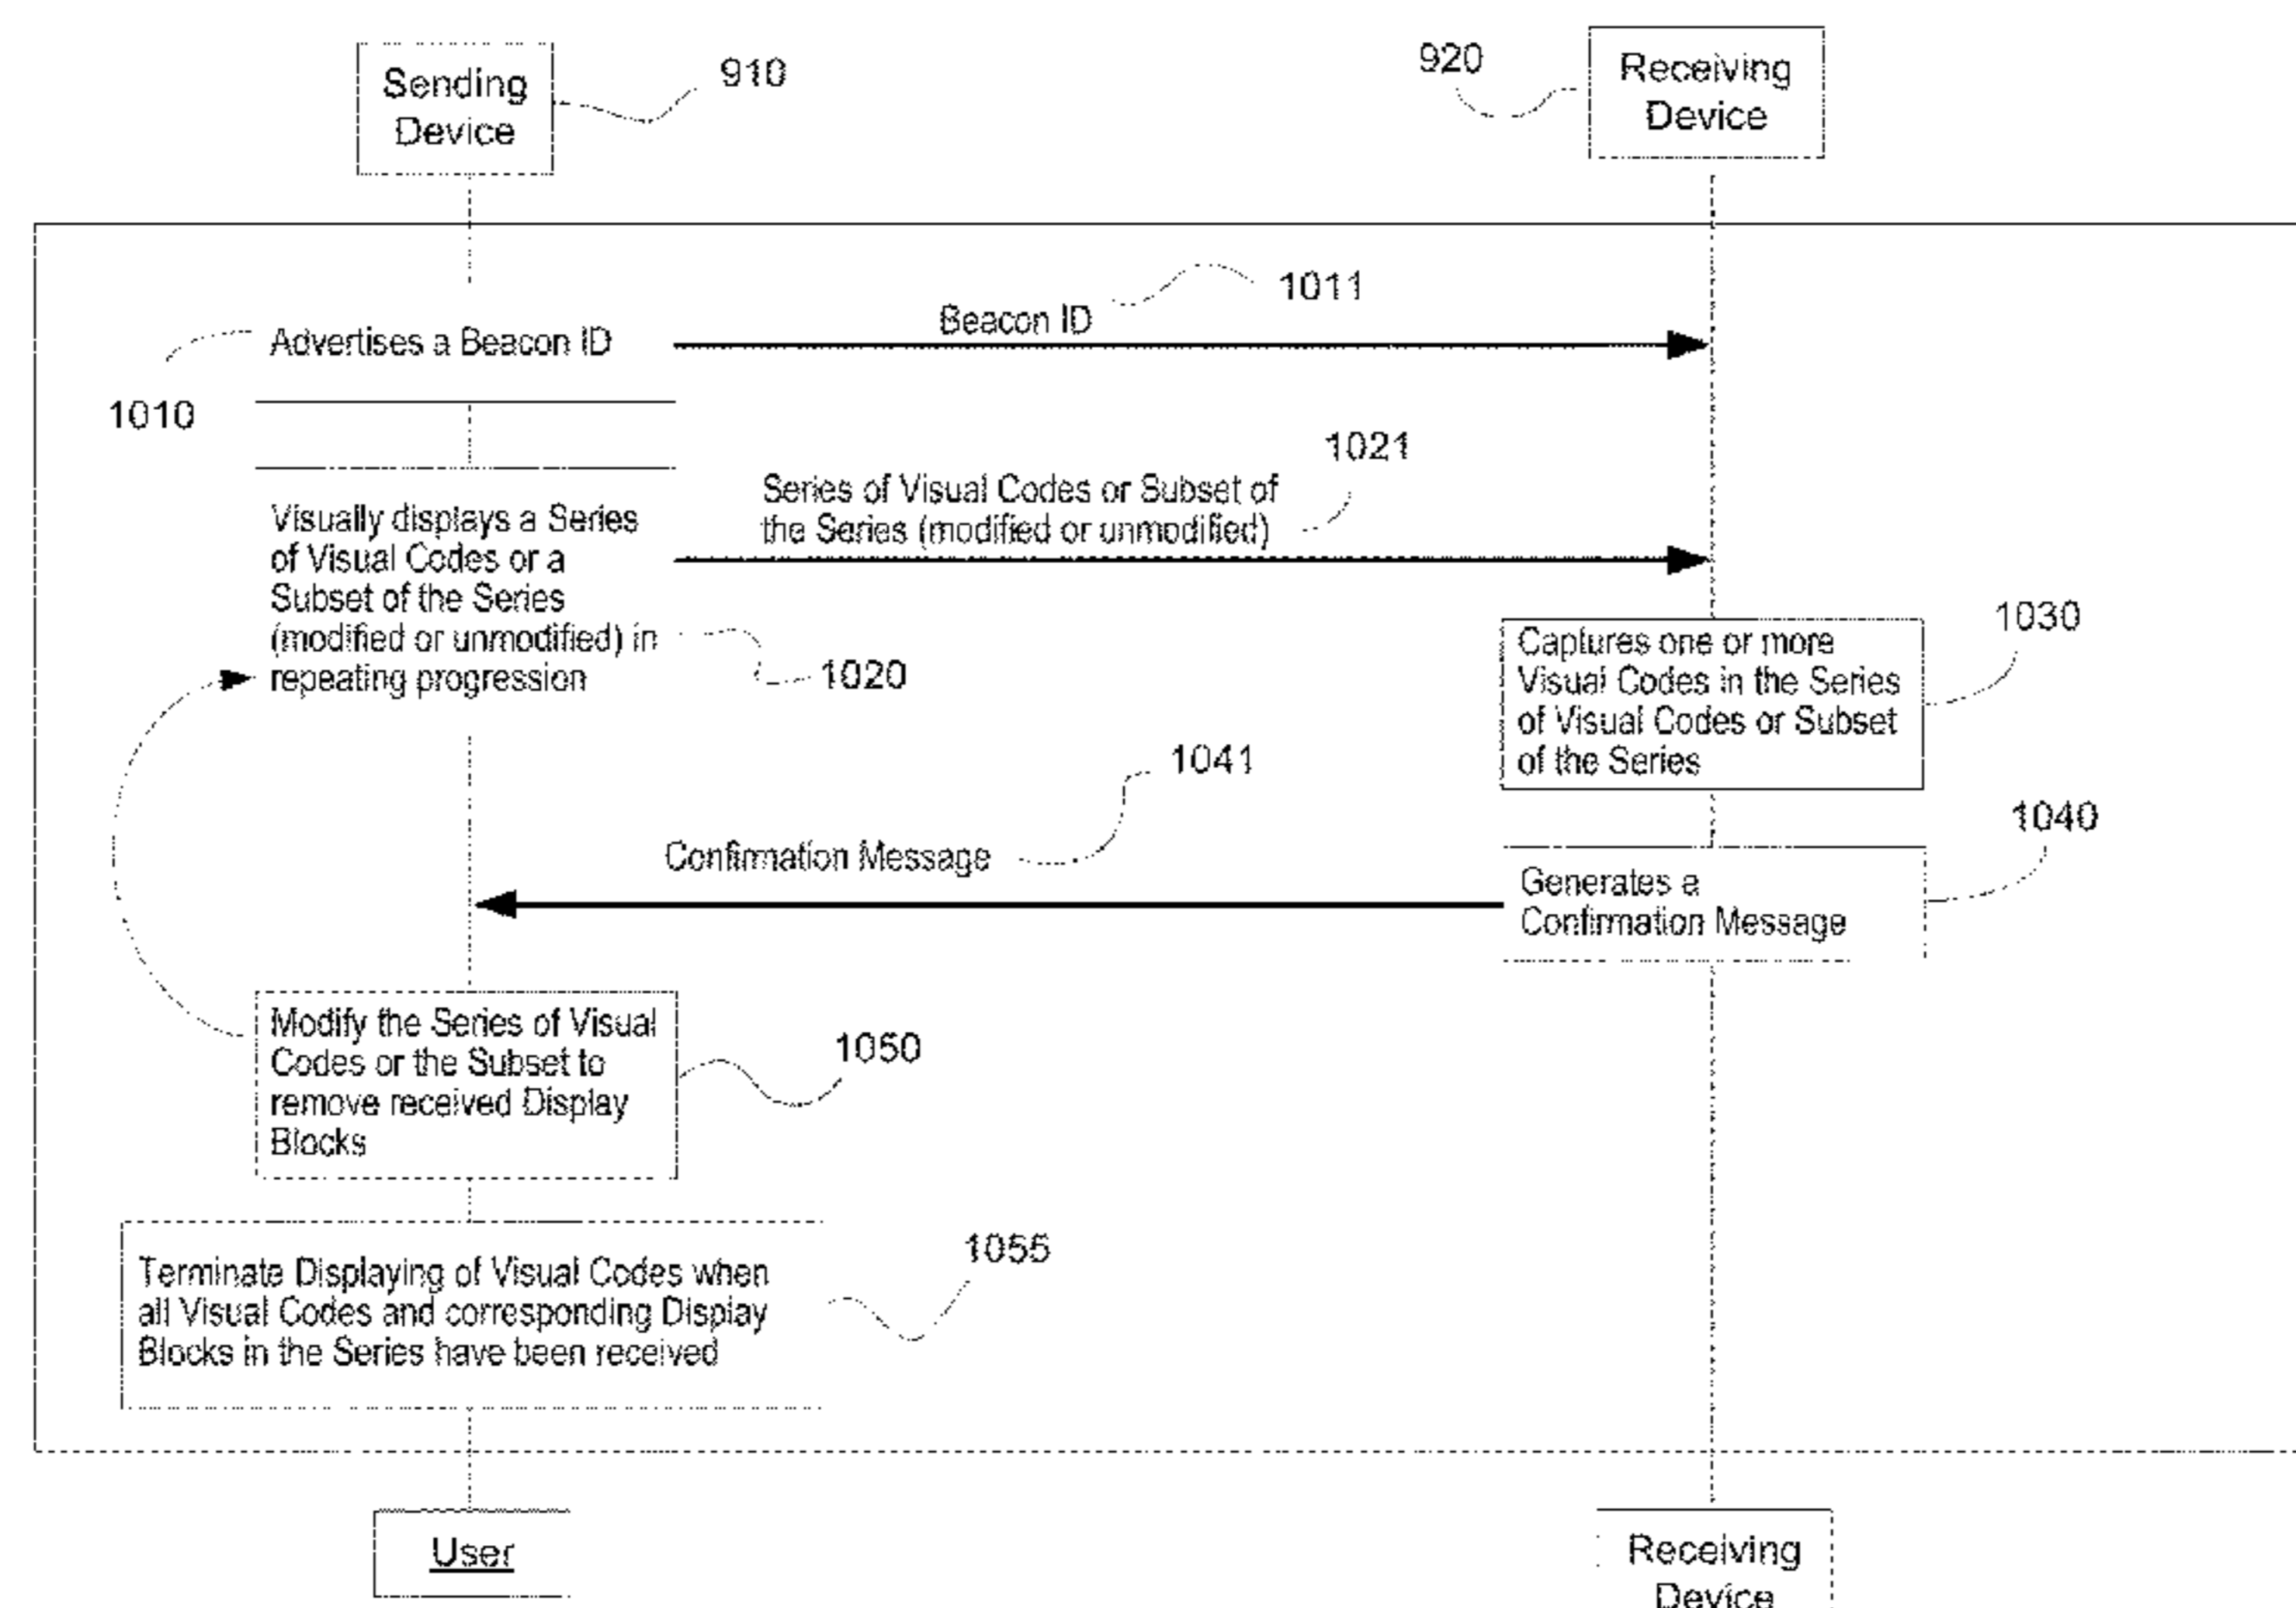 Sending
Device
910
920
Receiving
Device
1011
Beacon ID
Advertises a Beacon ID
1010
1021
Series of Visual Codes or Subset of
the Series (modified or unmodified)
Visually displays a Series
of Visual Codes or a
Subset of the Series
(modified or unmodified) in
repeating progression
1020
1030
Captures one or more
Visual Codes in the Series
of Visual Codes or Subset
of the Series
1041
Confirmation Message
1040
Generates a
Confirmation Message
Modify the Series of Visual
Codes or the Subset to
remove received Display
Blocks
1050
1055
Terminate Displaying of Visual Codes when
all Visual Codes and corresponding Display
Blocks in the Series have been received
User
Receiving
Device